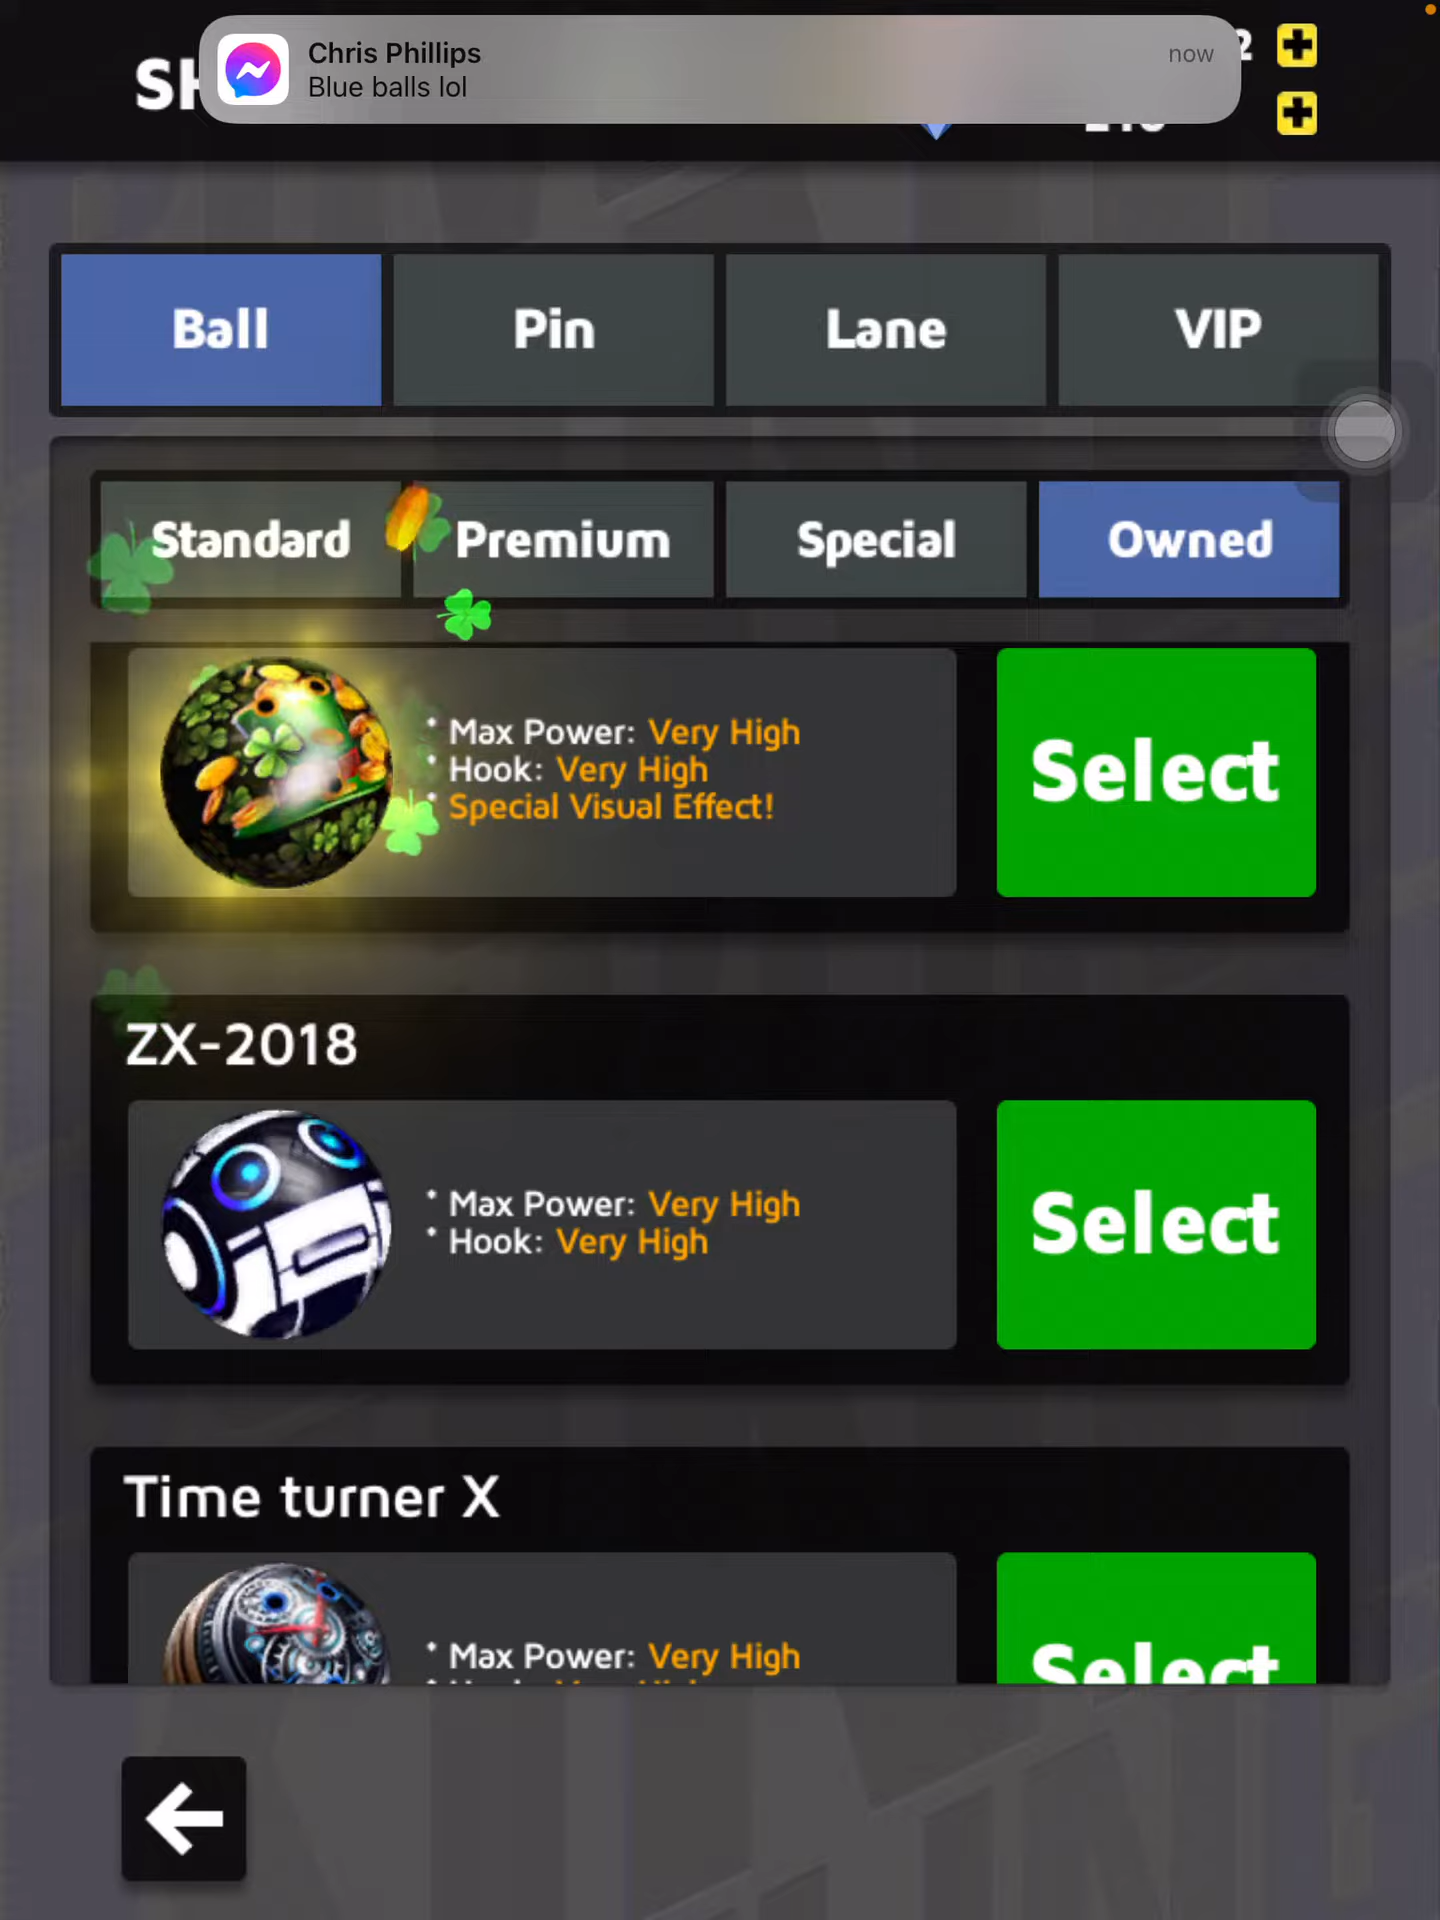 Chris Phillips
now
Blue balls lol
Ball
Pin
Lane
VIP
Standard
Premium
Special
Owned
* Max Power: Very High
* Hook: Very High
* Special Visual Effect!
Select
ZX-2018
* Max Power: Very High
* Hook: Very High
Select
Time turner X
* Max Power: Very High
Select